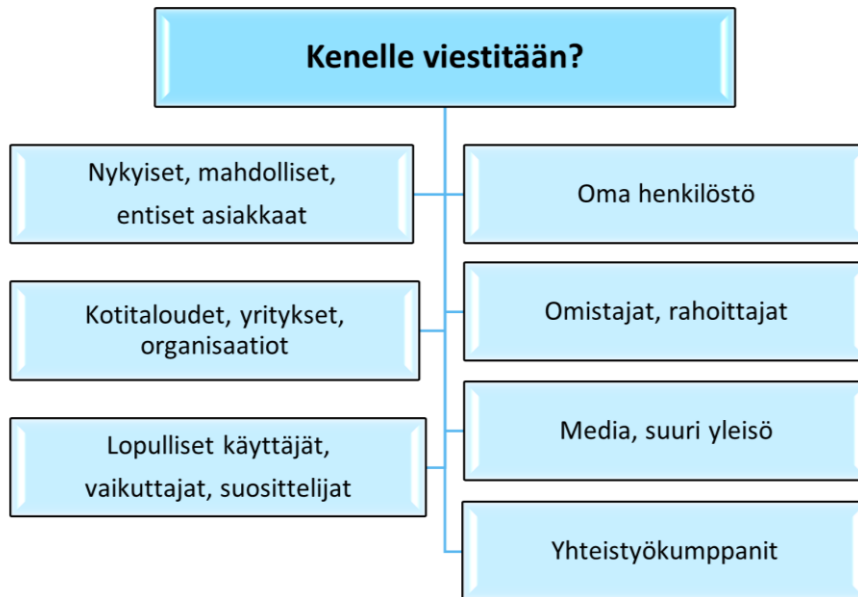 Kenelle viestitään?
Nykyiset, mahdolliset,
entiset asiakkaat
Oma henkilöstö
Kotitaloudet, yritykset,
organisaatiot
Omistajat, rahoittajat
Lopulliset käyttäjät,
vaikuttajat, suosittelijat
Media, suuri yleisö
Yhteistyökumppanit